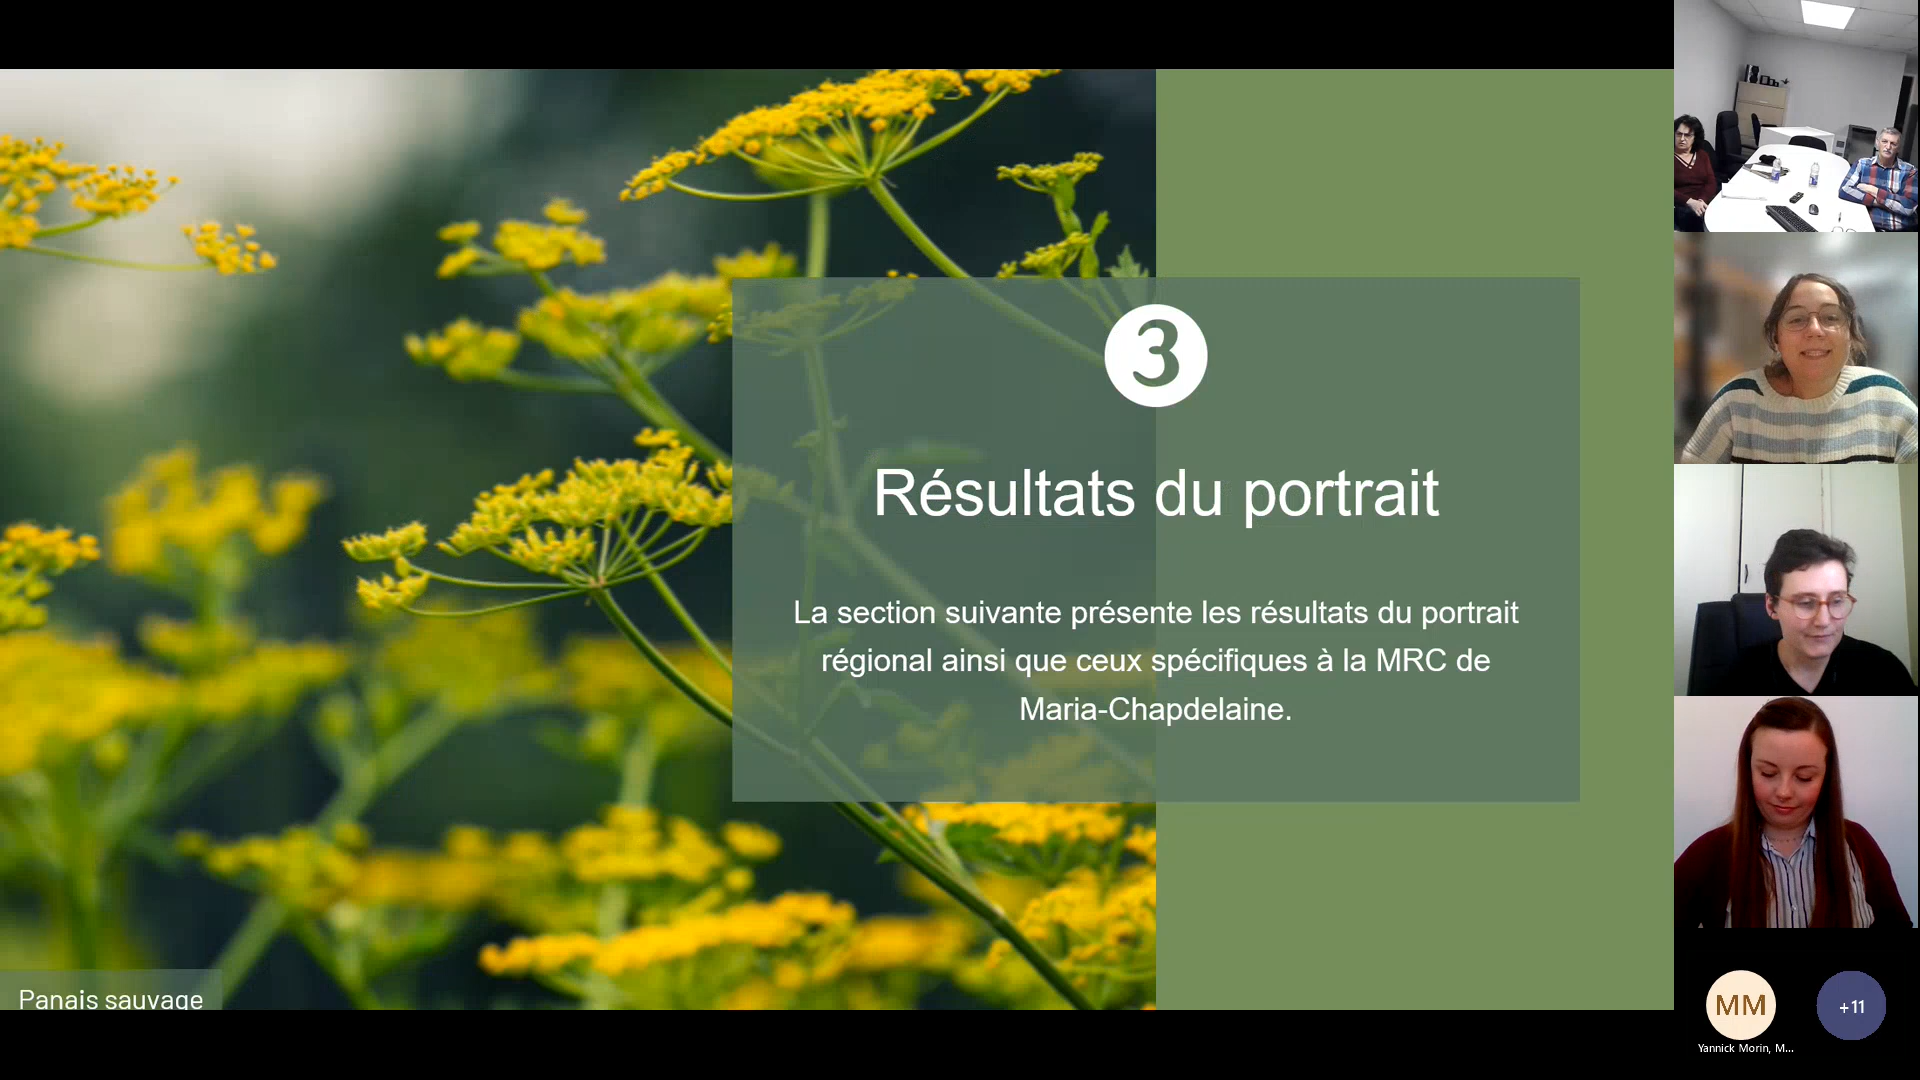 3
Résultats du portrait
La section suivante présente les résultats du portrait
régional ainsi que ceux spécifiques à la MRC de
Maria-Chapdelaine.
Panais sauvage
MM
+11
Yannick Morin, M...